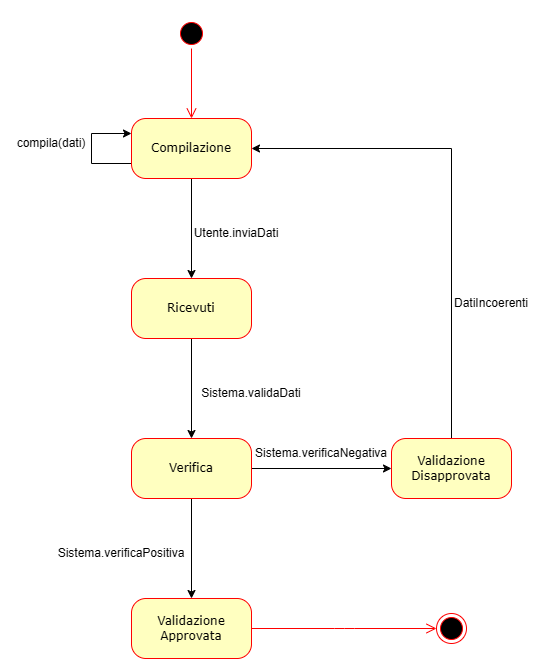 compila(dati)
Compilazione
Utente.inviaDati
Ricevuti
DatiIncoerenti
Sistema.validaDati
Verifica
Sistema.verificaNegativa
Validazione
Disapprovata
Sistema.verificaPositiva
Validazione
Approvata